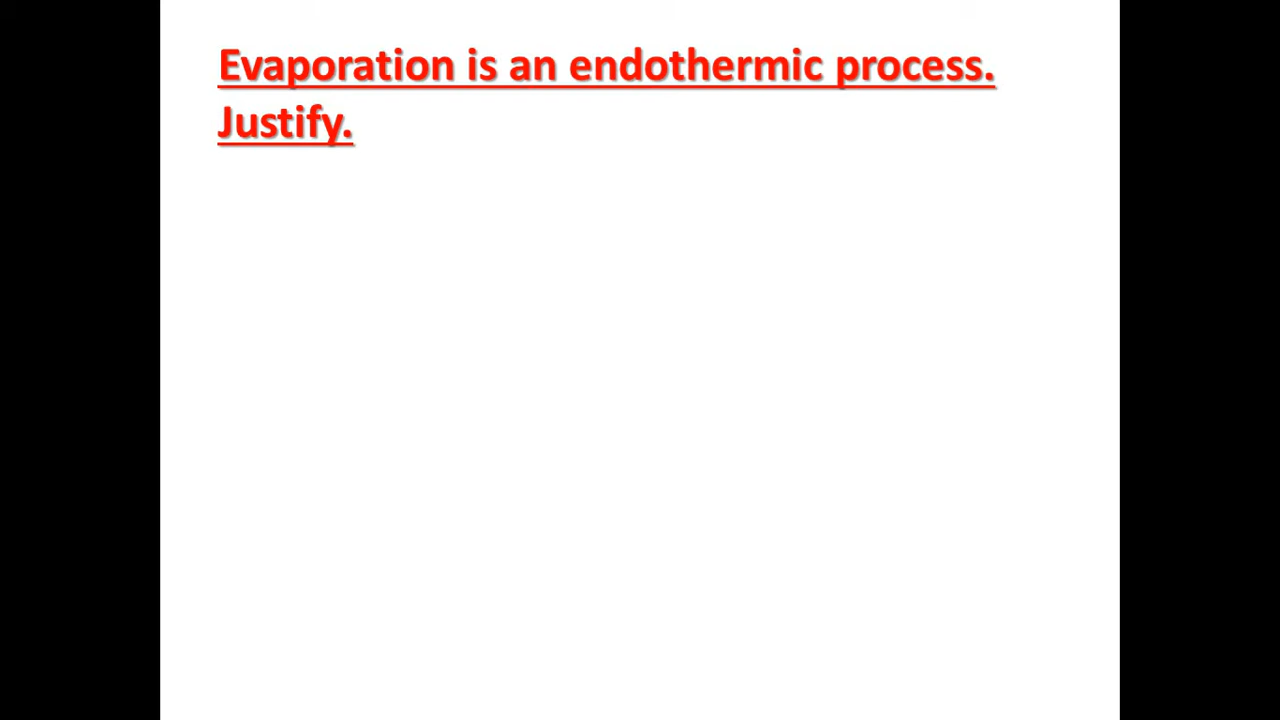 Evaporation is an endothermic process.
Justify.